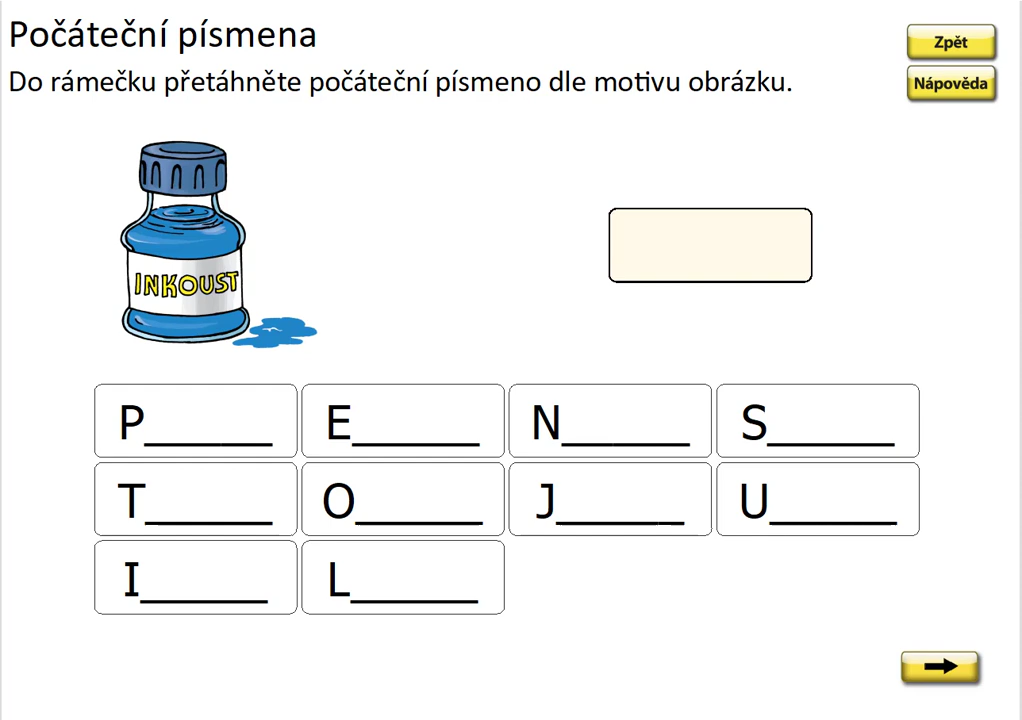 Počáteční písmena
Zpět
Do rámečku přetáhněte počáteční písmeno dle motivu obrázku.
Nápověda
INKOUST
P______ E______ N______ S______
T______ O______ J______ U______
I______ L______